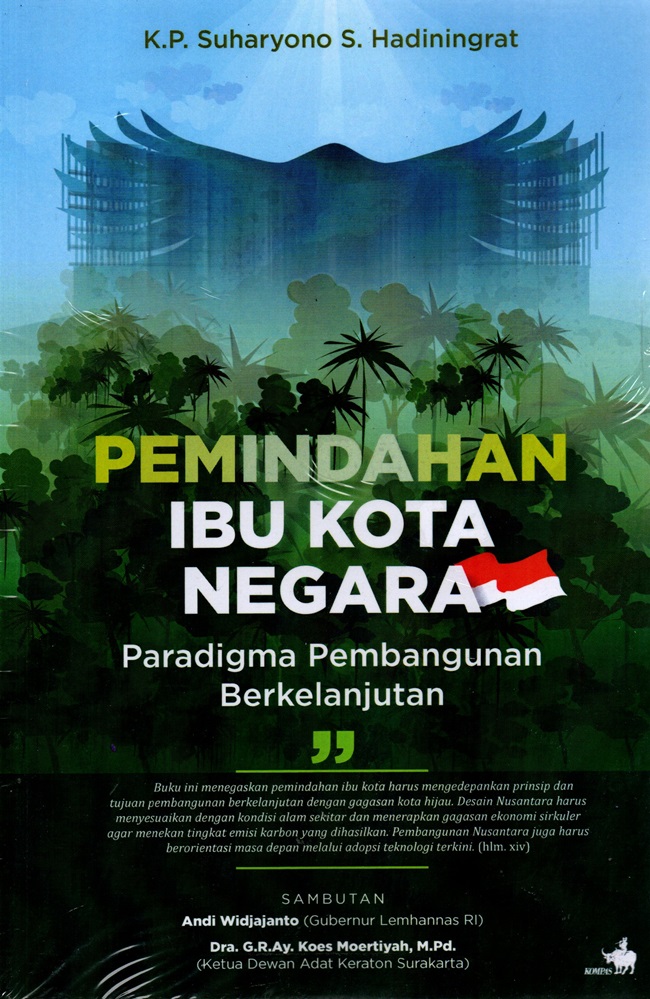 K.P. Suharyono S. Hadiningrat
PEMINDAHAN
IBU KOTA
NEGARA
Paradigma Pembangunan
Berkelanjutan
”
Buku ini menegaskan pemindahan ibu kota harus mengedepankan prinsip dan
tujuan pembangunan berkelanjutan dengan gagasan kota hijau. Desain Nusantara harus
menyesuaikan dengan kondisi alam sekitar dan menerapkan gagasan ekonomi sirkuler
agar menekan tingkat emisi karbon yang dihasilkan. Pembangunan Nusantara juga harus
berorientasi masa depan melalui adopsi teknologi terkini. (hlm. xiv)
SAMBUTAN
Andi Widjajanto (Gubernur Lemhannas RI)
Dra. G.R.Ay. Koes Moertiyah, M.Pd.
(Ketua Dewan Adat Keraton Surakarta)
KOMPAS